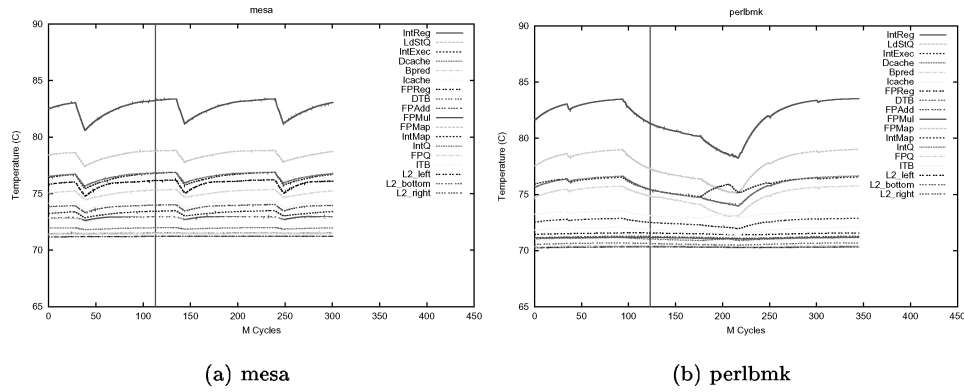 mesa
90
85
80
75
70
65
Temperature (C)
0 50 100 150 200 250 300 350 400 450
M Cycles
IntReg
LdStQ
IntExec
Dcache
Bpred
Icache
FPReg
DTB
FPAdd
FPMul
FPMap
IntMap
IntQ
FPQ
ITB
L2_left
L2_bottom
L2_right
(a) mesa
perlbmk
90
85
80
75
70
65
Temperature (C)
0 50 100 150 200 250 300 350 400 450
M Cycles
IntReg
LdStQ
IntExec
Dcache
Bpred
Icache
FPReg
DTB
FPAdd
FPMul
FPMap
IntMap
IntQ
FPQ
ITB
L2_left
L2_bottom
L2_right
(b) perlbmk